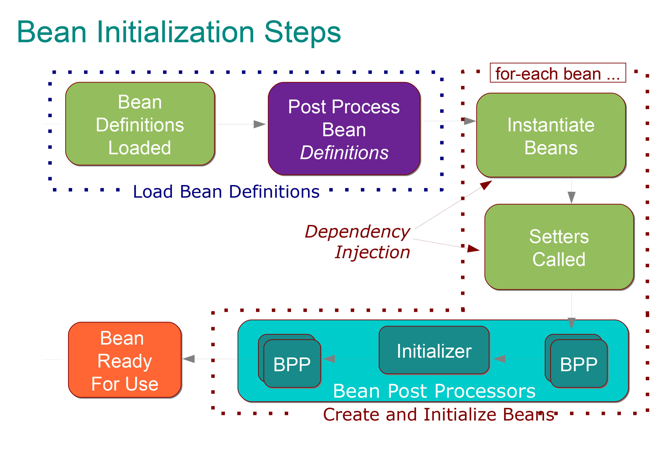 Bean Initialization Steps
for-each bean ...
Bean
Definitions
Loaded
Post Process
Bean
Definitions
Instantiate
Beans
Load Bean Definitions
Dependency
Injection
Setters
Called
Bean
Ready
For Use
BPP
Initializer
BPP
Bean Post Processors
Create and Initialize Beans